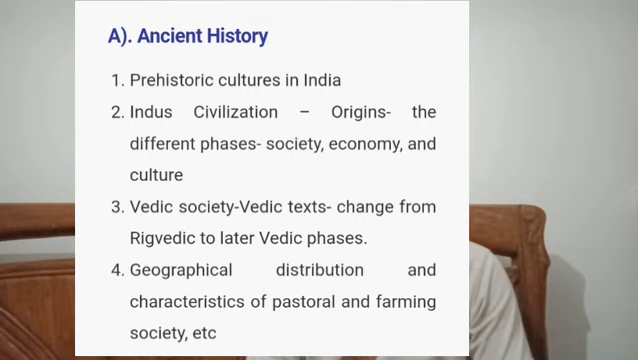 A). Ancient History
1. Prehistoric cultures in India
2. Indus Civilization – Origins- the
different phases- society, economy, and
culture
3. Vedic society-Vedic texts- change from
Rigvedic to later Vedic phases.
4. Geographical distribution and
characteristics of pastoral and farming
society, etc